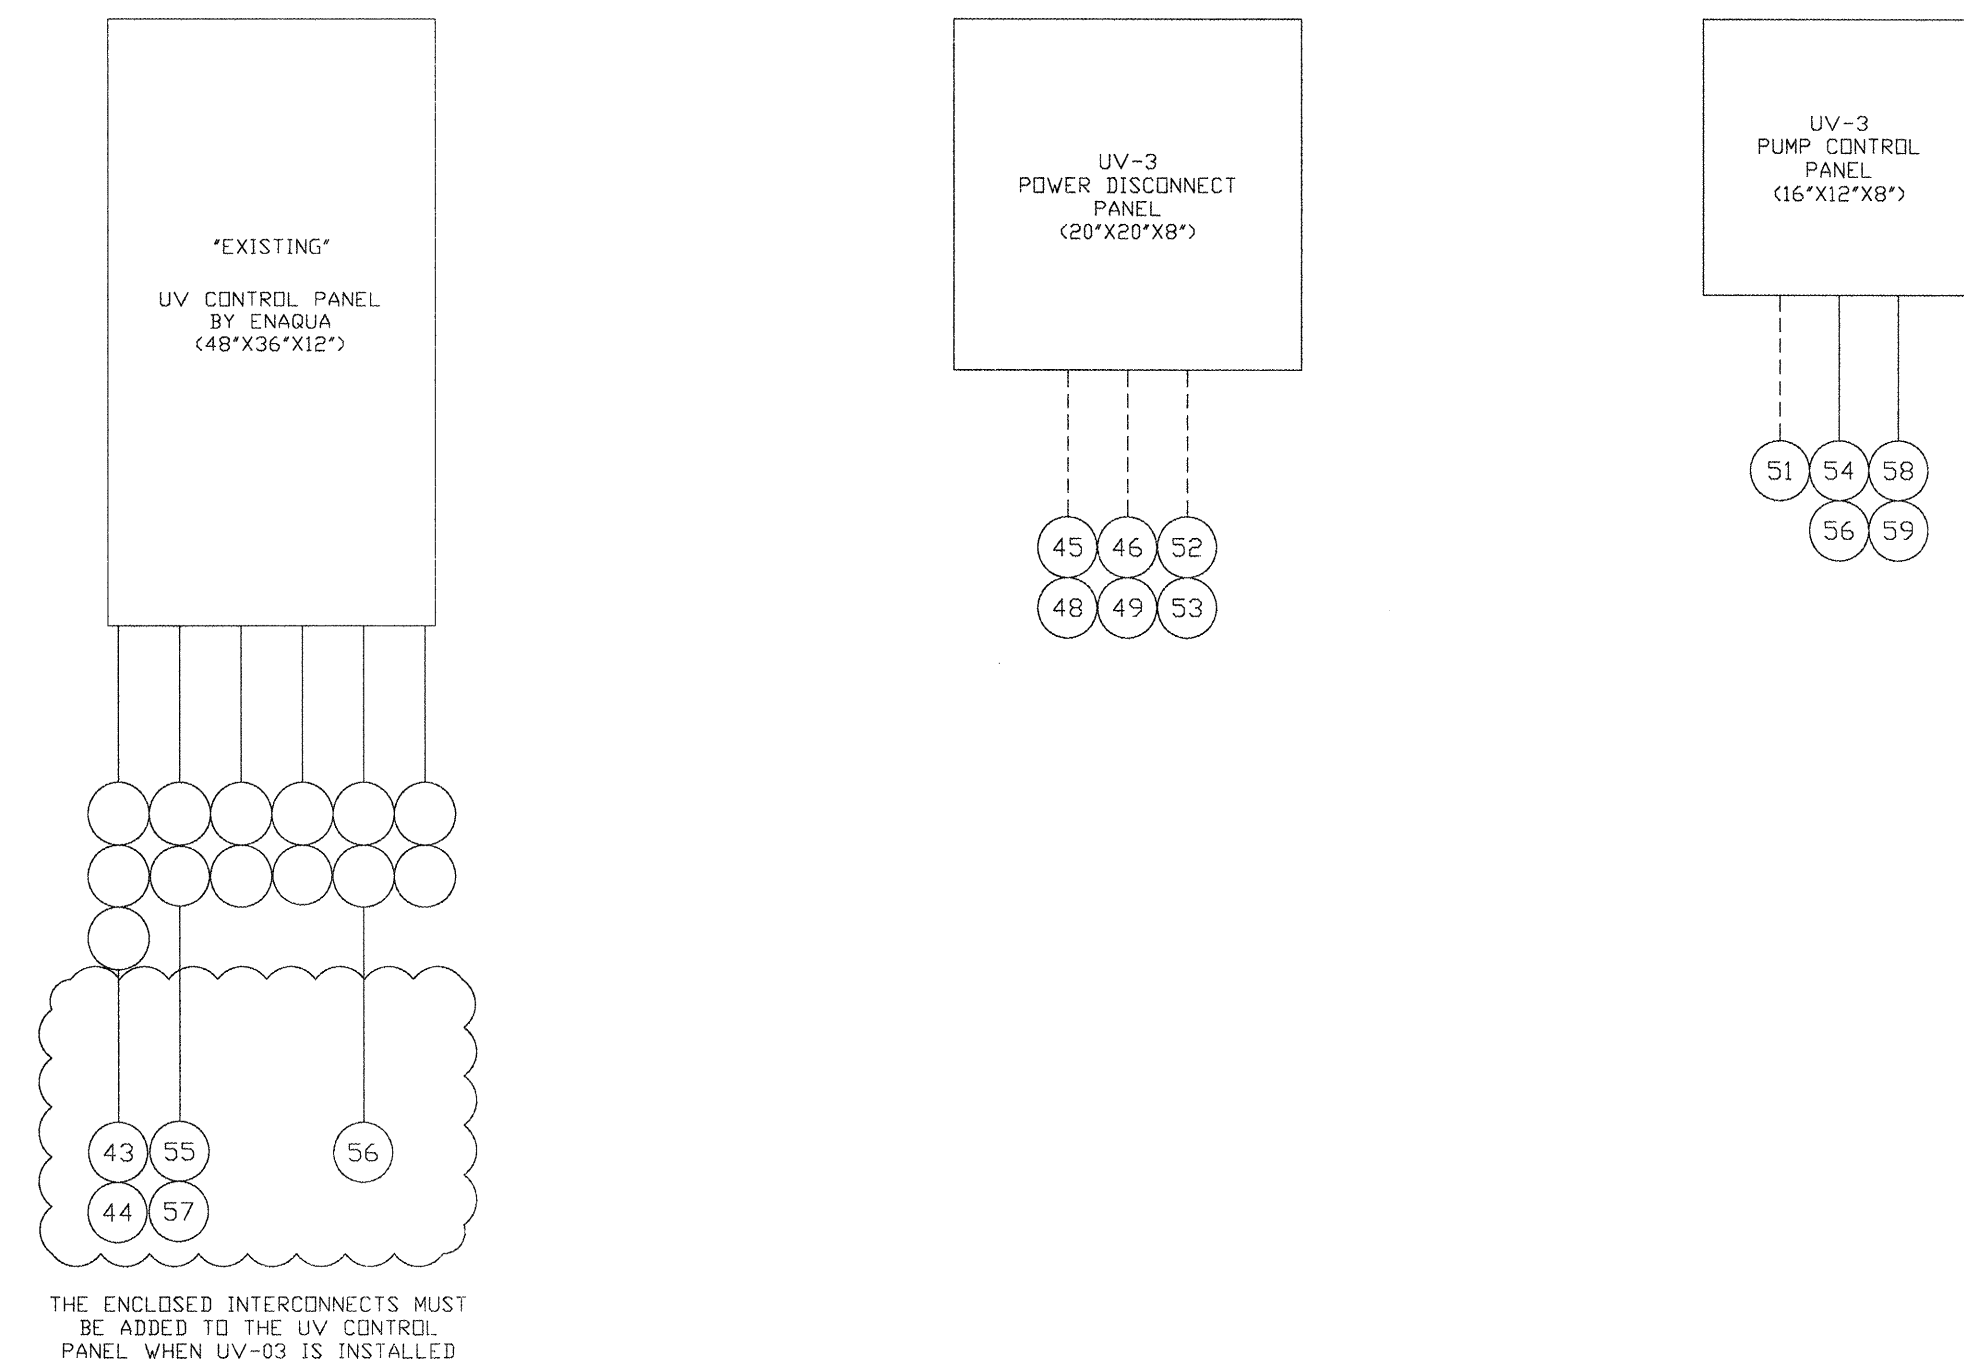 "EXISTING"
UV CONTROL PANEL
BY ENAQUA
(48"X36"X12")
UV-3
POWER DISCONNECT
PANEL
(20"X20"X8")
UV-3
PUMP CONTROL
PANEL
(16"X12"X8")
51 54 58
56 59
45 46 52
48 49 53
43 55 56
44 57
THE ENCLOSED INTERCONNECTS MUST
BE ADDED TO THE UV CONTROL
PANEL WHEN UV-03 IS INSTALLED